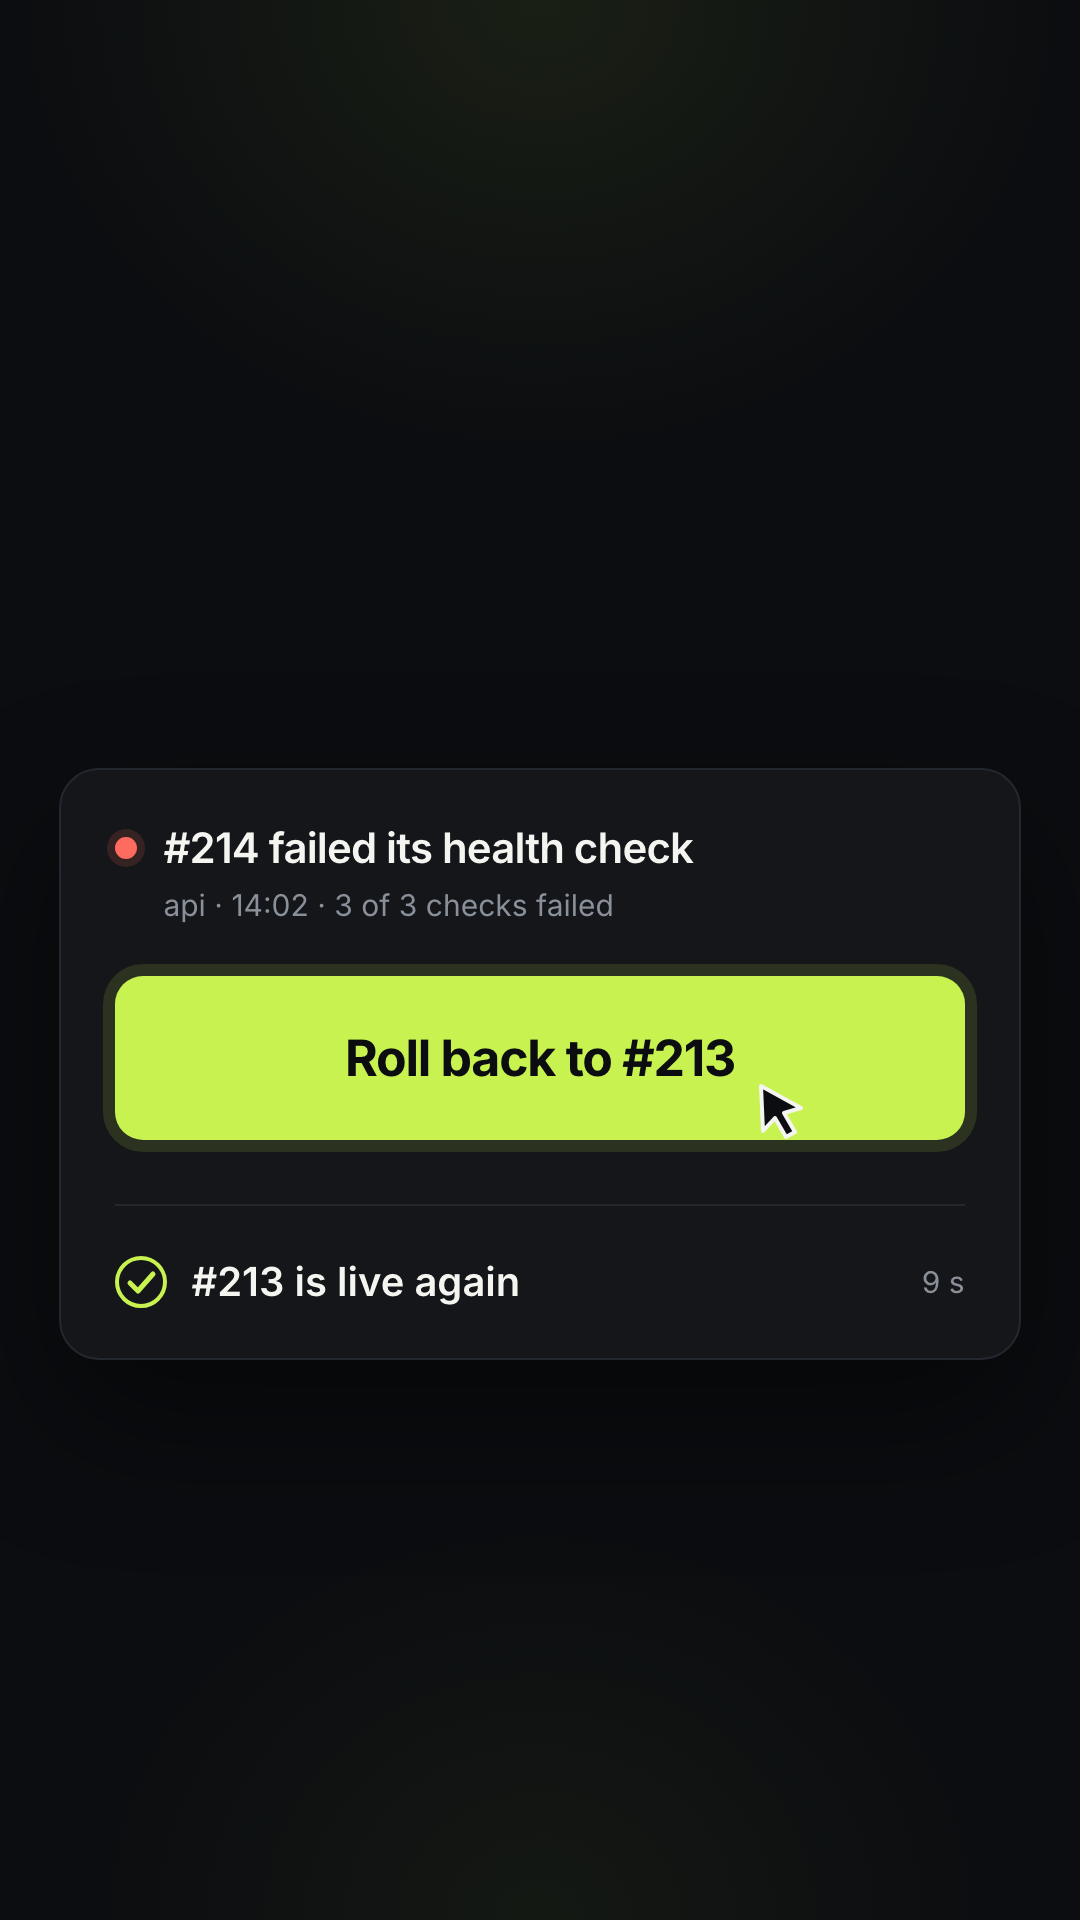 #214 failed its health check
api · 14:02 · 3 of 3 checks failed
Roll back to #213
#213 is live again
9 s